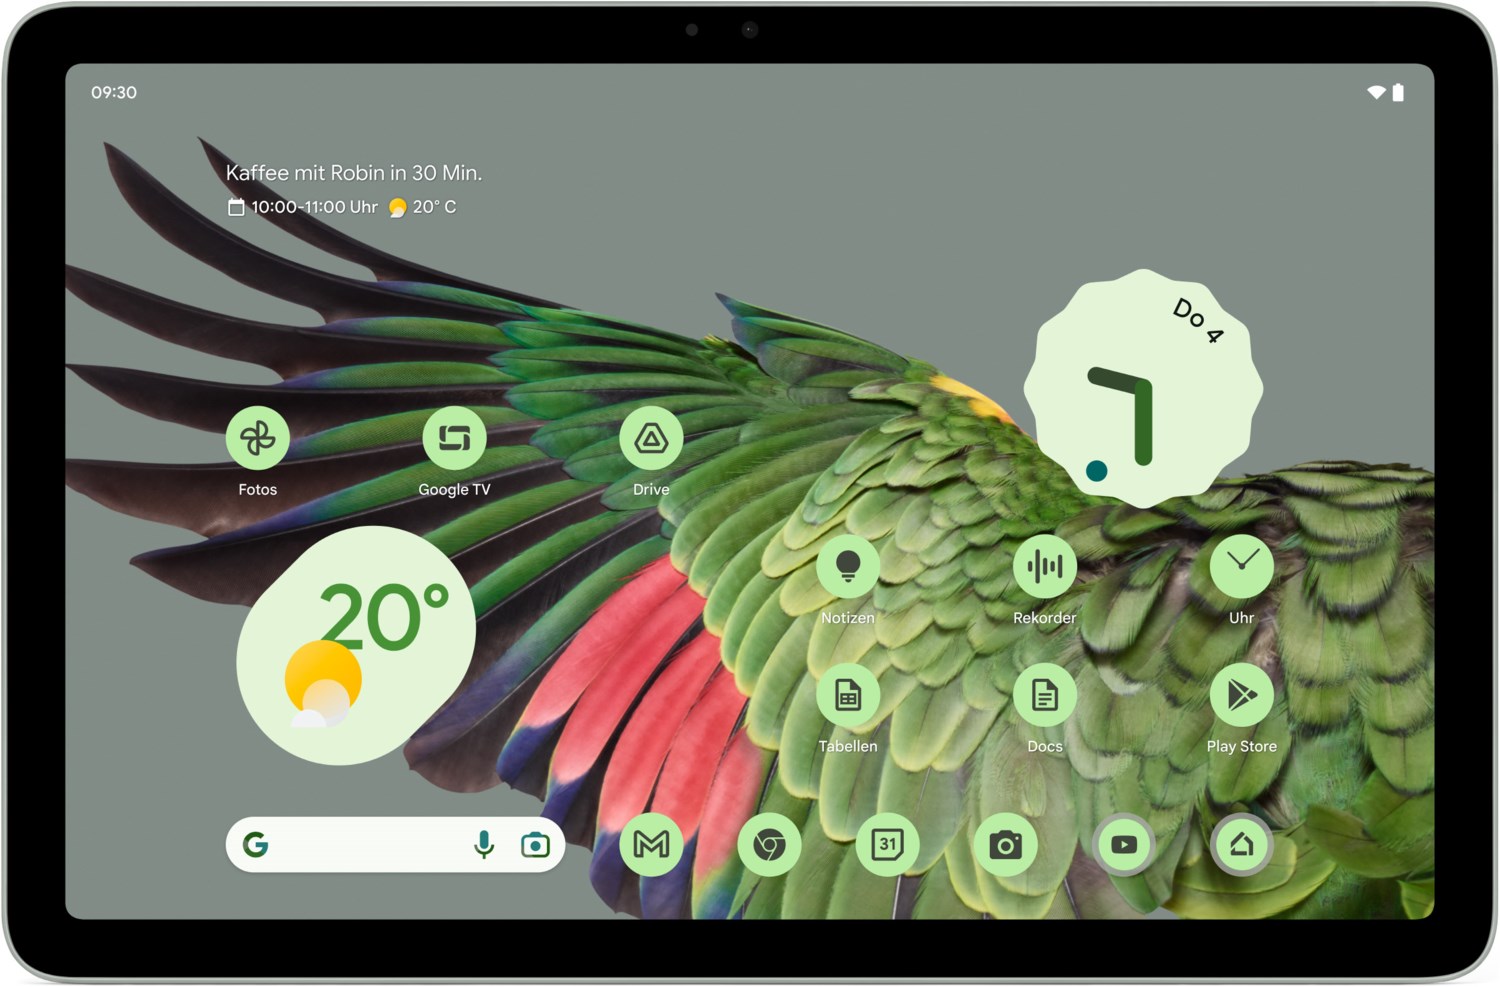 09:30
Kaffee mit Robin in 30 Min.
10:00-11:00 Uhr 20° C
Do 4
Fotos
Google TV
Drive
20°
Notizen
Rekorder
Uhr
Tabellen
Docs
Play Store
G
31